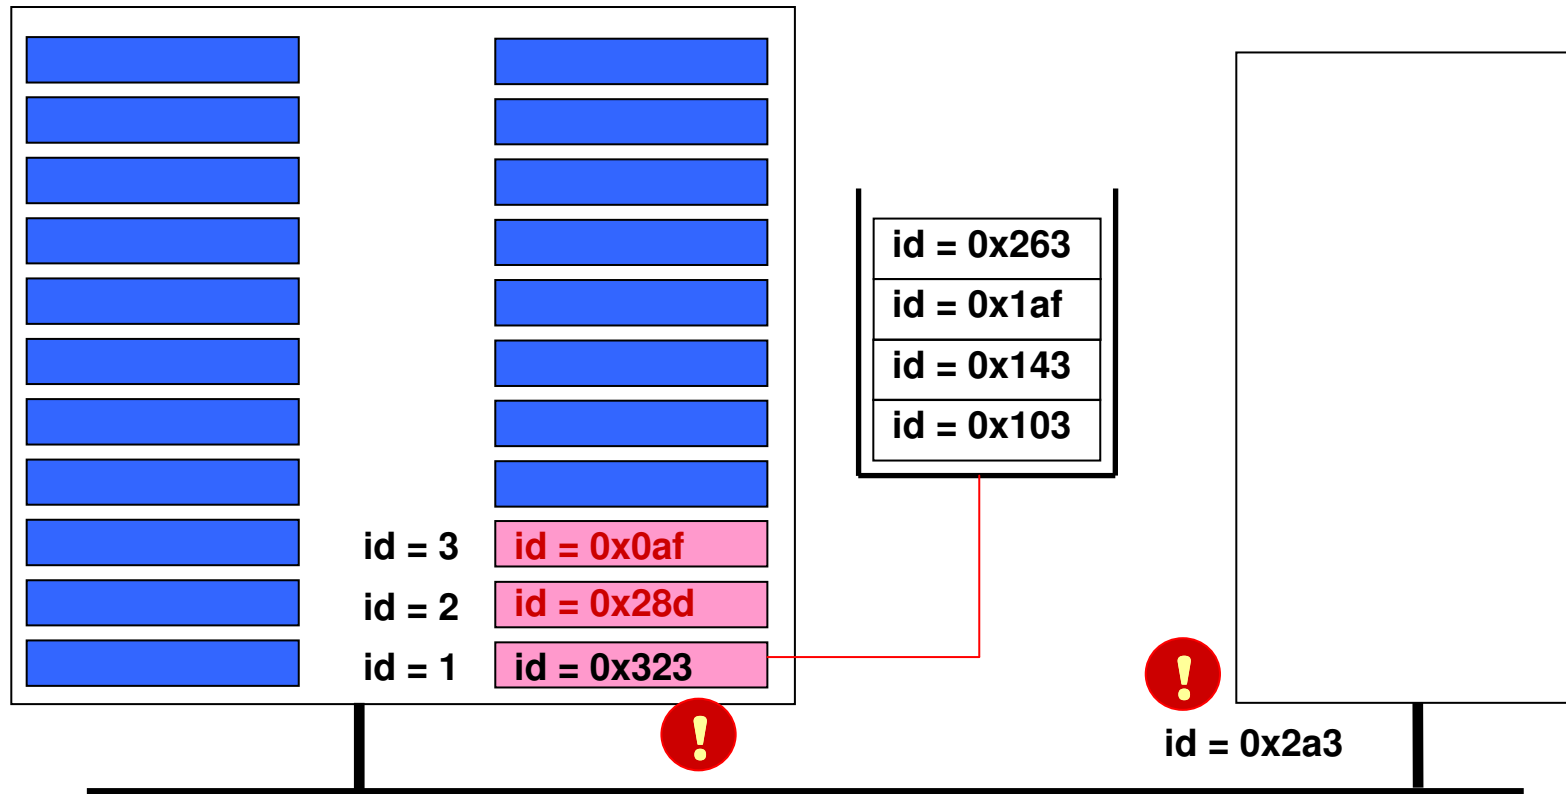 id = 0x263
id = 0x1af
id = 0x143
id = 0x103
id = 3 id = 0x0af
id = 2 id = 0x28d
id = 1 id = 0x323
!
!
id = 0x2a3